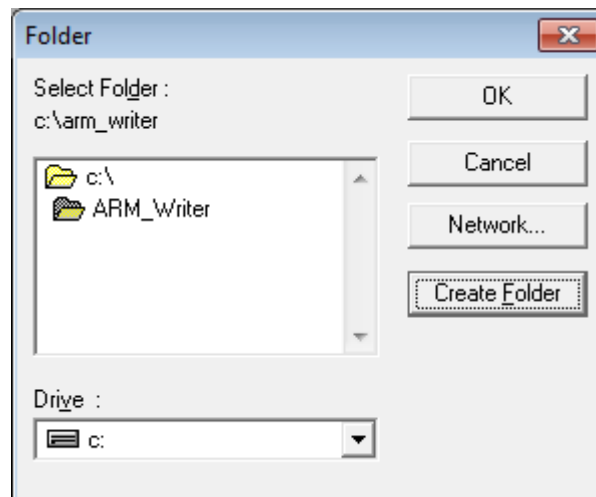 Folder
Select Folder :
c:\arm_writer
c:\
ARM_Writer
Drive :
c:
OK
Cancel
Network...
Create Folder